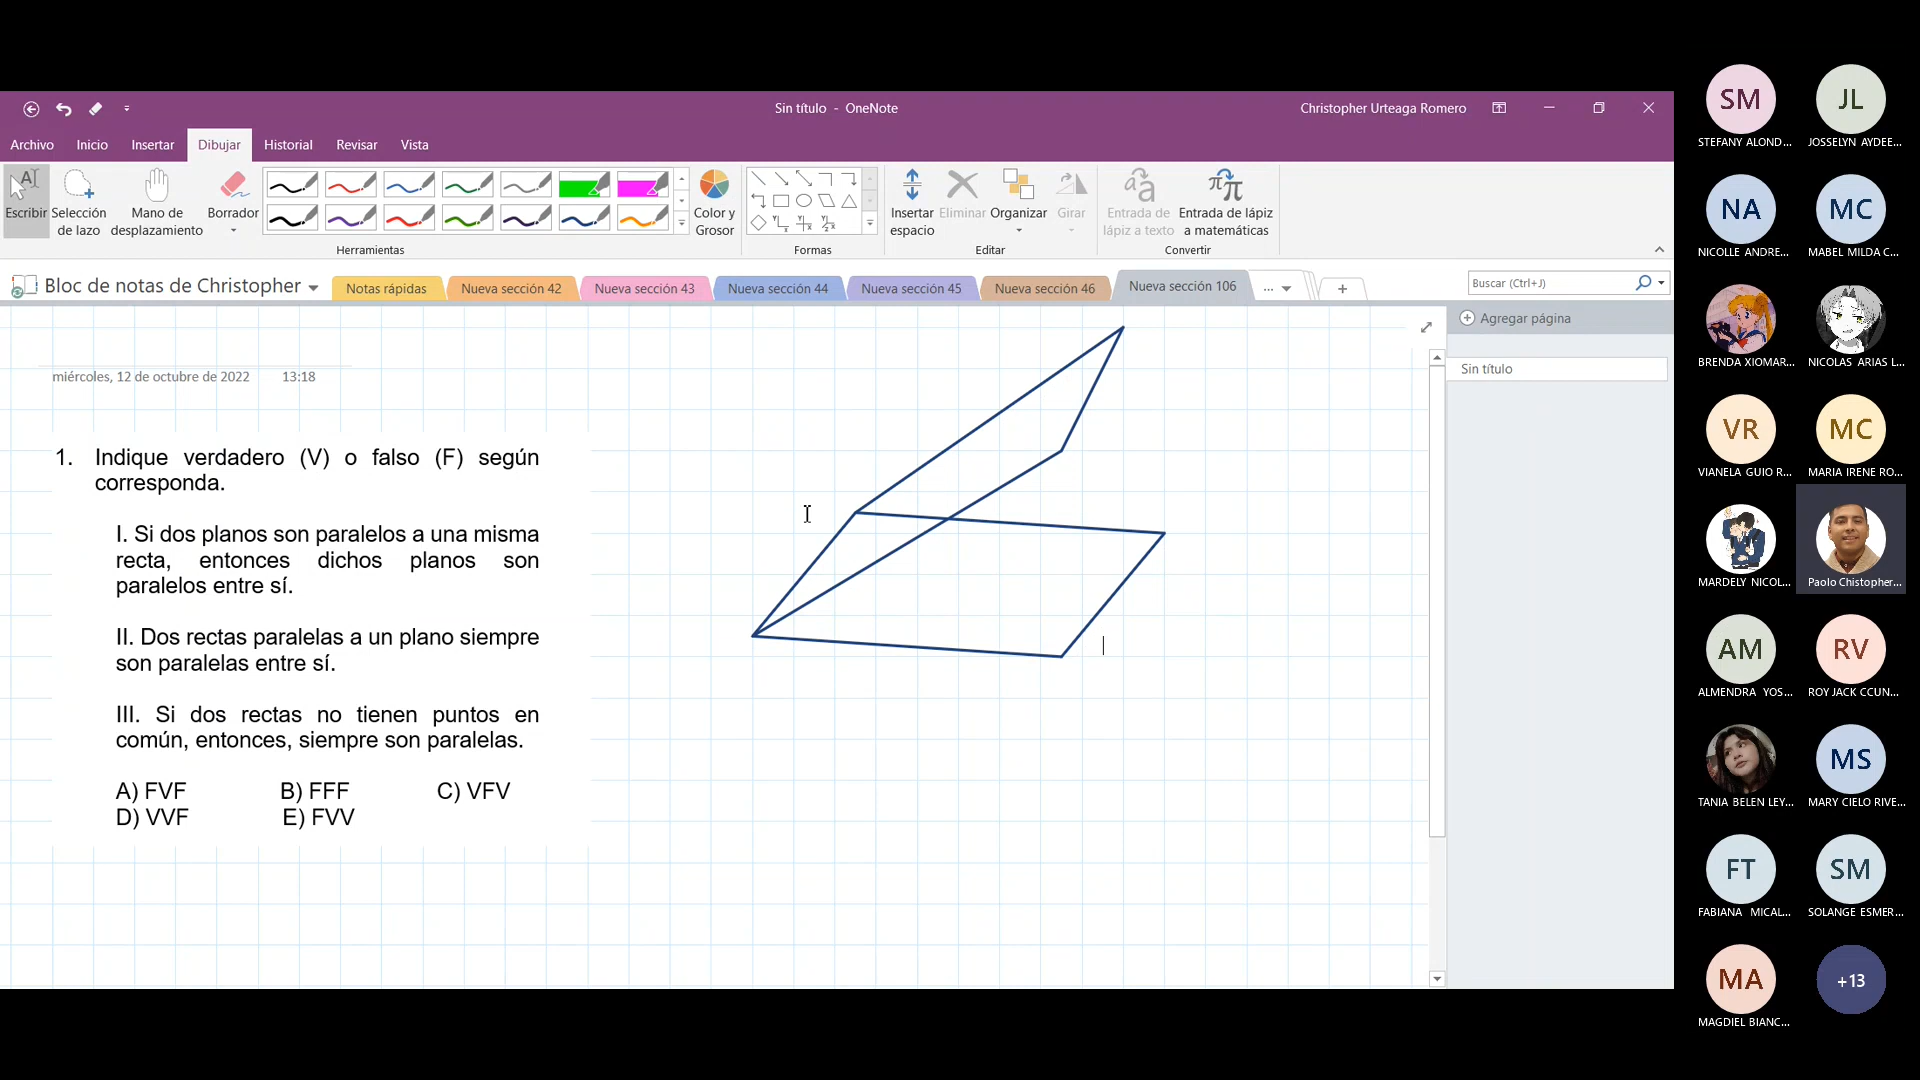 Sin título - OneNote
Christopher Urteaga Romero
Archivo
Inicio
Insertar
Dibujar
Historial
Revisar
Vista
Escribir
Selección de lazo
Mano de desplazamiento
Borrador
Color y Grosor
Insertar espacio
Eliminar
Organizar
Girar
Entrada de lápiz a texto
Entrada de lápiz a matemáticas
Herramientas
Formas
Editar
Convertir
Bloc de notas de Christopher
Notas rápidas
Nueva sección 42
Nueva sección 43
Nueva sección 44
Nueva sección 45
Nueva sección 46
Nueva sección 106
...
Buscar (Ctrl+J)
Agregar página
Sin título
miércoles, 12 de octubre de 2022 13:18
1. Indique verdadero (V) o falso (F) según
corresponda.
I. Si dos planos son paralelos a una misma
recta, entonces dichos planos son
paralelos entre sí.
II. Dos rectas paralelas a un plano siempre
son paralelas entre sí.
III. Si dos rectas no tienen puntos en
común, entonces, siempre son paralelas.
A) FVF B) FFF C) VFV
D) VVF E) FVV
SM
STEFANY ALOND...
JL
JOSSELYN AYDEE...
NA
NICOLLE ANDRE...
MC
MABEL MILDA C...
BRENDA XIOMAR...
NICOLAS ARIAS L...
VR
VIANELA GUIO R...
MC
MARIA IRENE RO...
MARDELY NICOL...
Paolo Chistopher...
AM
ALMENDRA YOS...
RV
ROY JACK CCUN...
TANIA BELEN LEY...
MS
MARY CIELO RIVE...
FT
FABIANA MICAL...
SM
SOLANGE ESMER...
MA
MAGDIEL BIANC...
+13